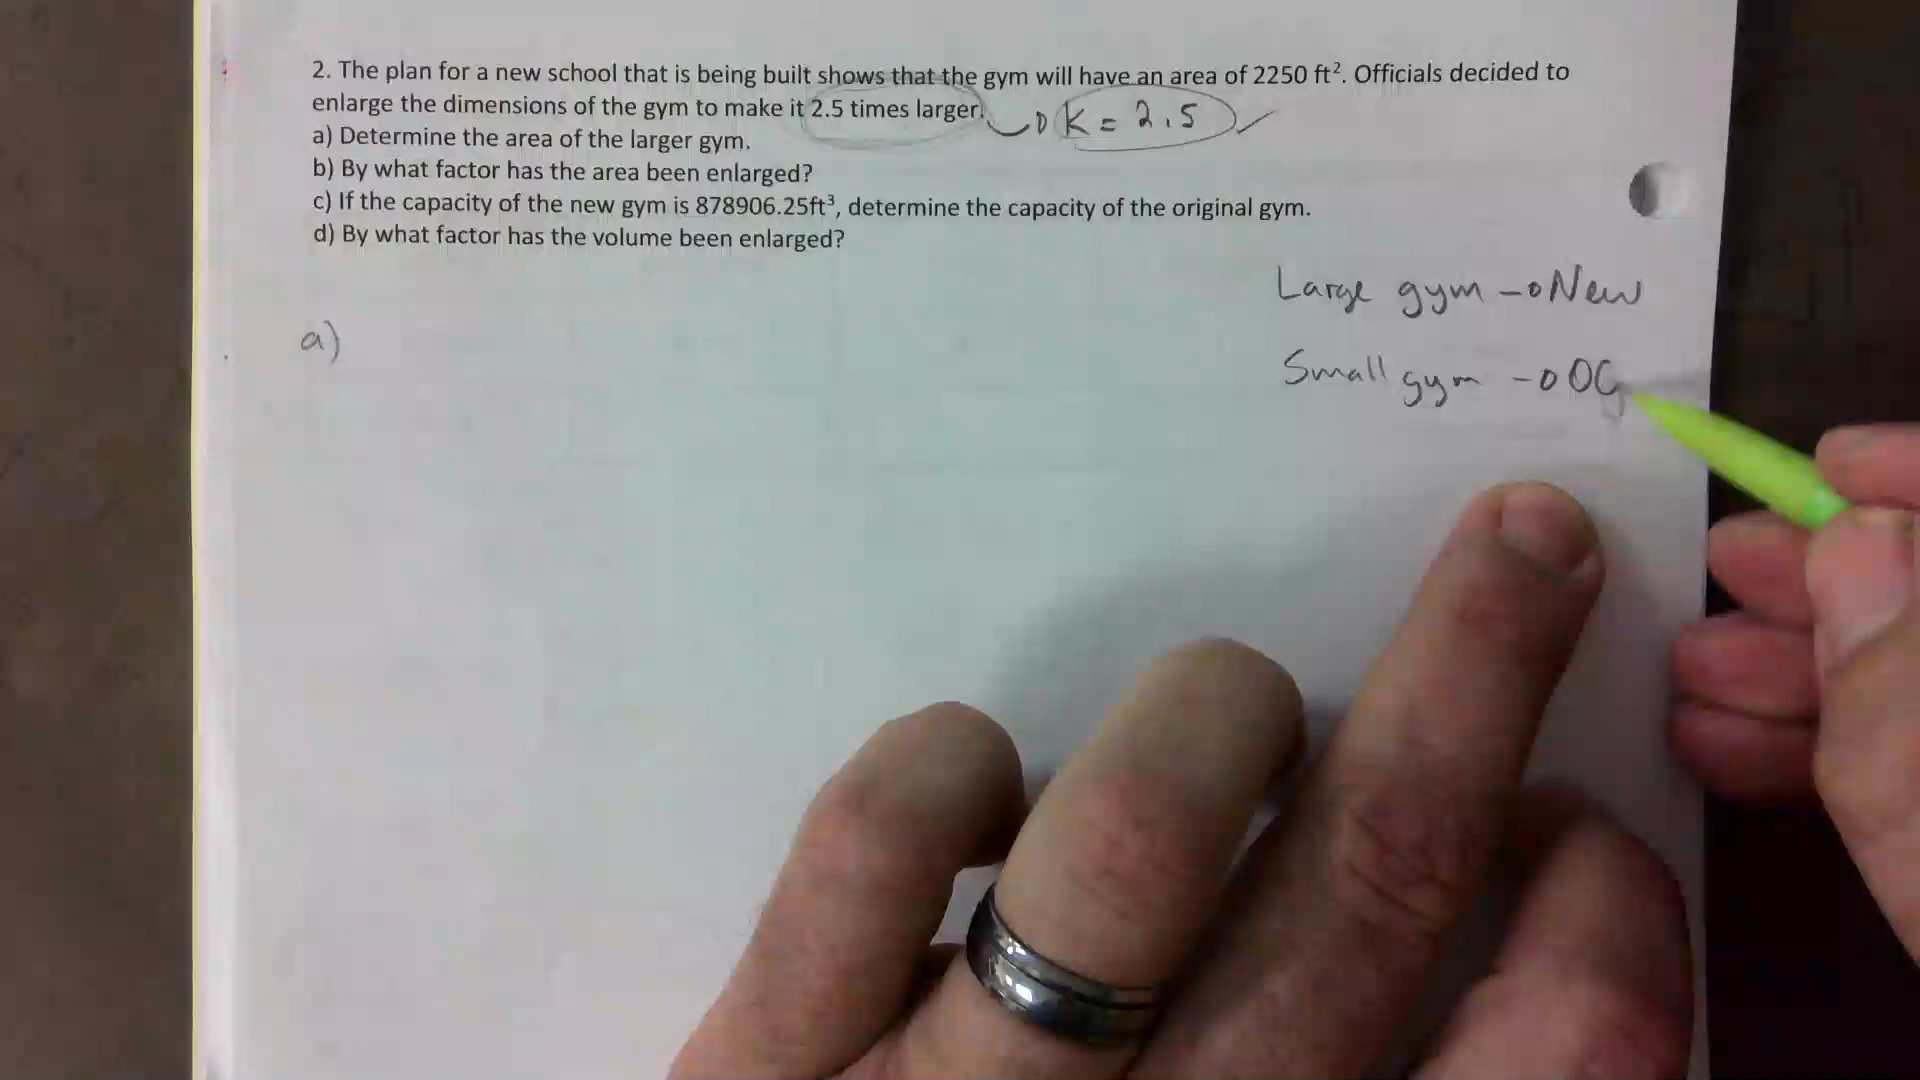 2. The plan for a new school that is being built shows that the gym will have an area of 2250 ft². Officials decided to
enlarge the dimensions of the gym to make it 2.5 times larger. → k = 2.5 ✓
a) Determine the area of the larger gym.
b) By what factor has the area been enlarged?
c) If the capacity of the new gym is 878906.25ft³, determine the capacity of the original gym.
d) By what factor has the volume been enlarged?
Large gym → New
Small gym → OG
a)